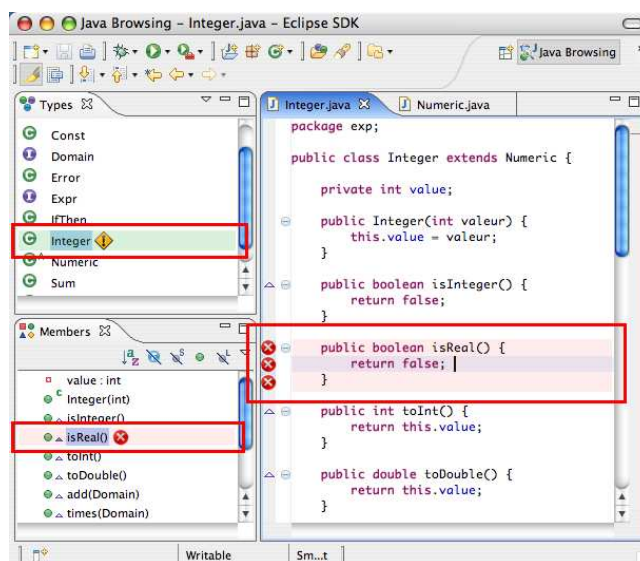 Java Browsing – Integer.java – Eclipse SDK
Java Browsing
Types
Const
Domain
Error
Expr
IfThen
Integer
Numeric
Sum
Members
value : int
Integer(int)
isInteger()
isReal()
toInt()
toDouble()
add(Domain)
times(Domain)
Integer.java
Numeric.java
package exp;
public class Integer extends Numeric {
private int value;
public Integer(int valeur) {
this.value = valeur;
}
public boolean isInteger() {
return false;
}
public boolean isReal() {
return false;
}
public int toInt() {
return this.value;
}
public double toDouble() {
return this.value;
}
Writable
Sm...t